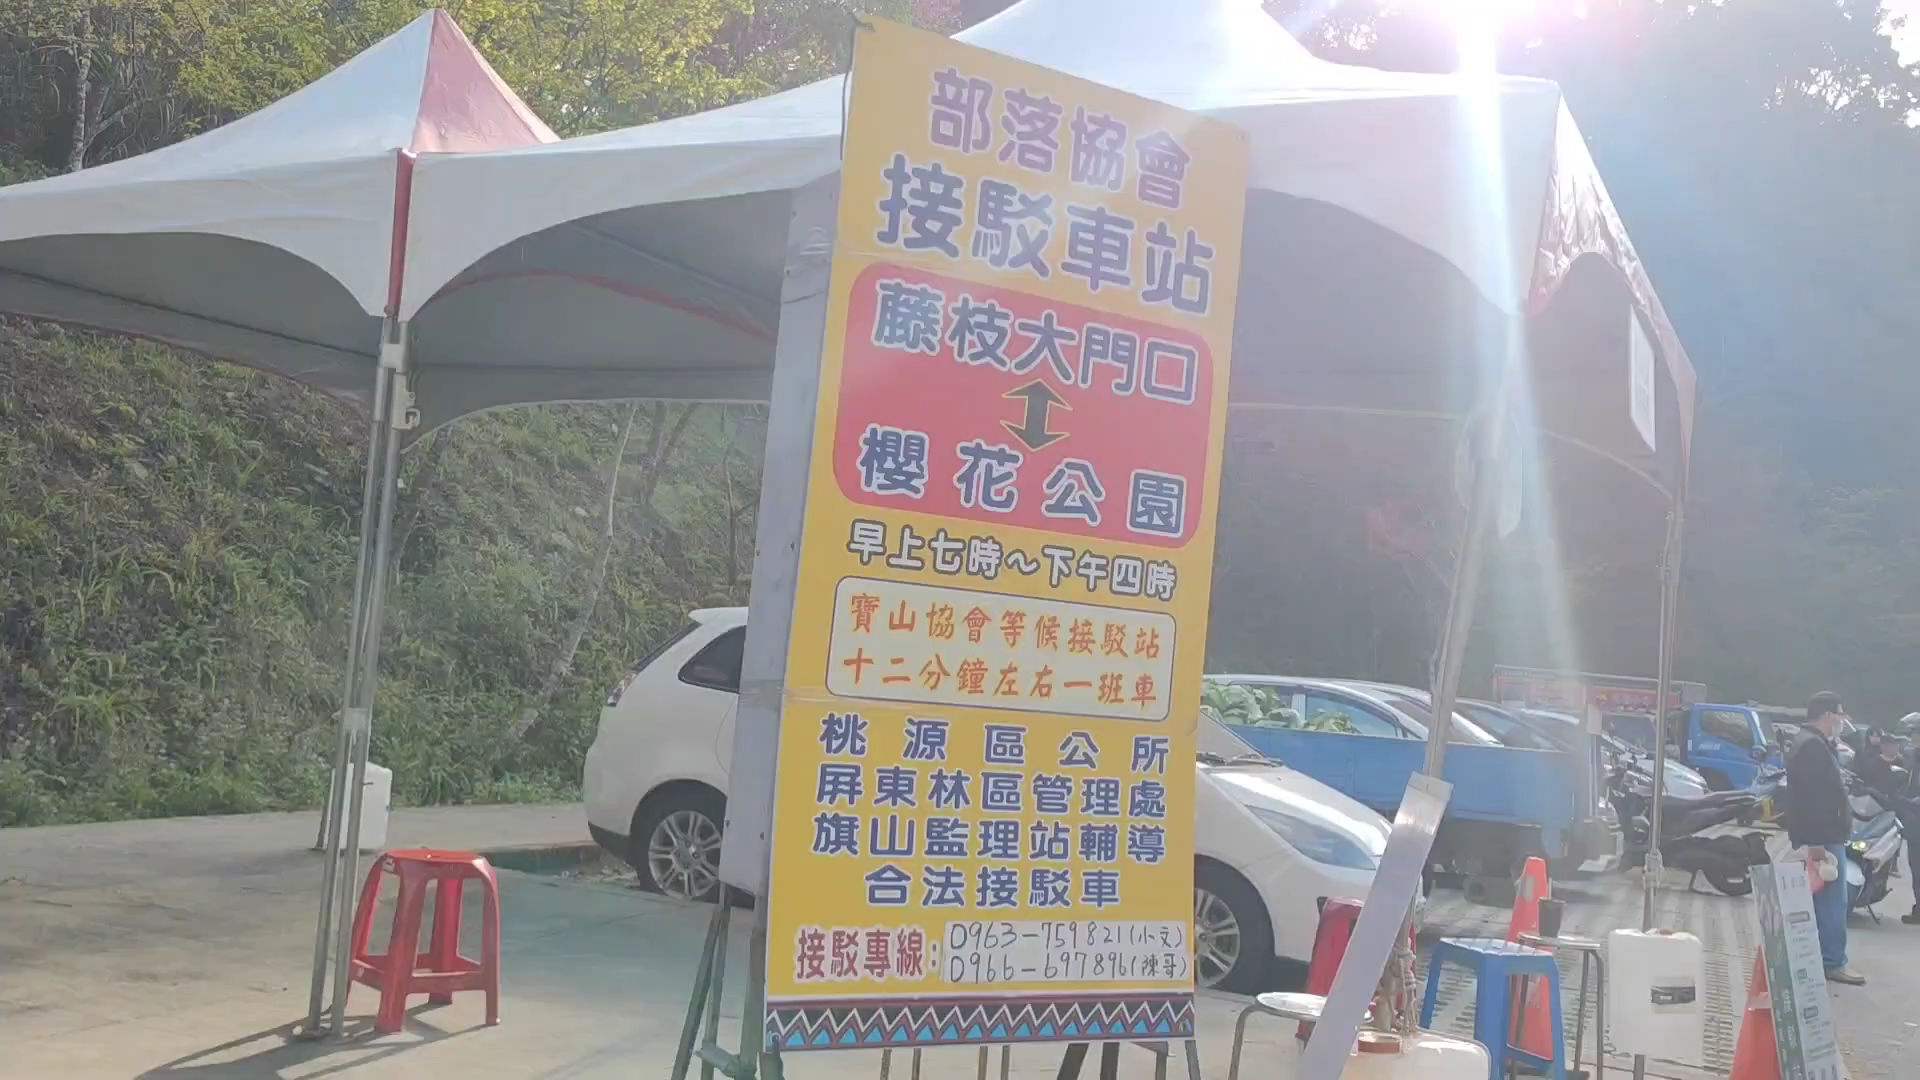 部落協會
接駁車站
藤枝大門口
櫻花公園
早上七時～下午四時
寶山協會等候接駁站
十二分鐘左右一班車
桃源區公所
屏東林區管理處
旗山監理站輔導
合法接駁車
接駁專線：
0963-759821(小文)
0966-697896(陳哥)